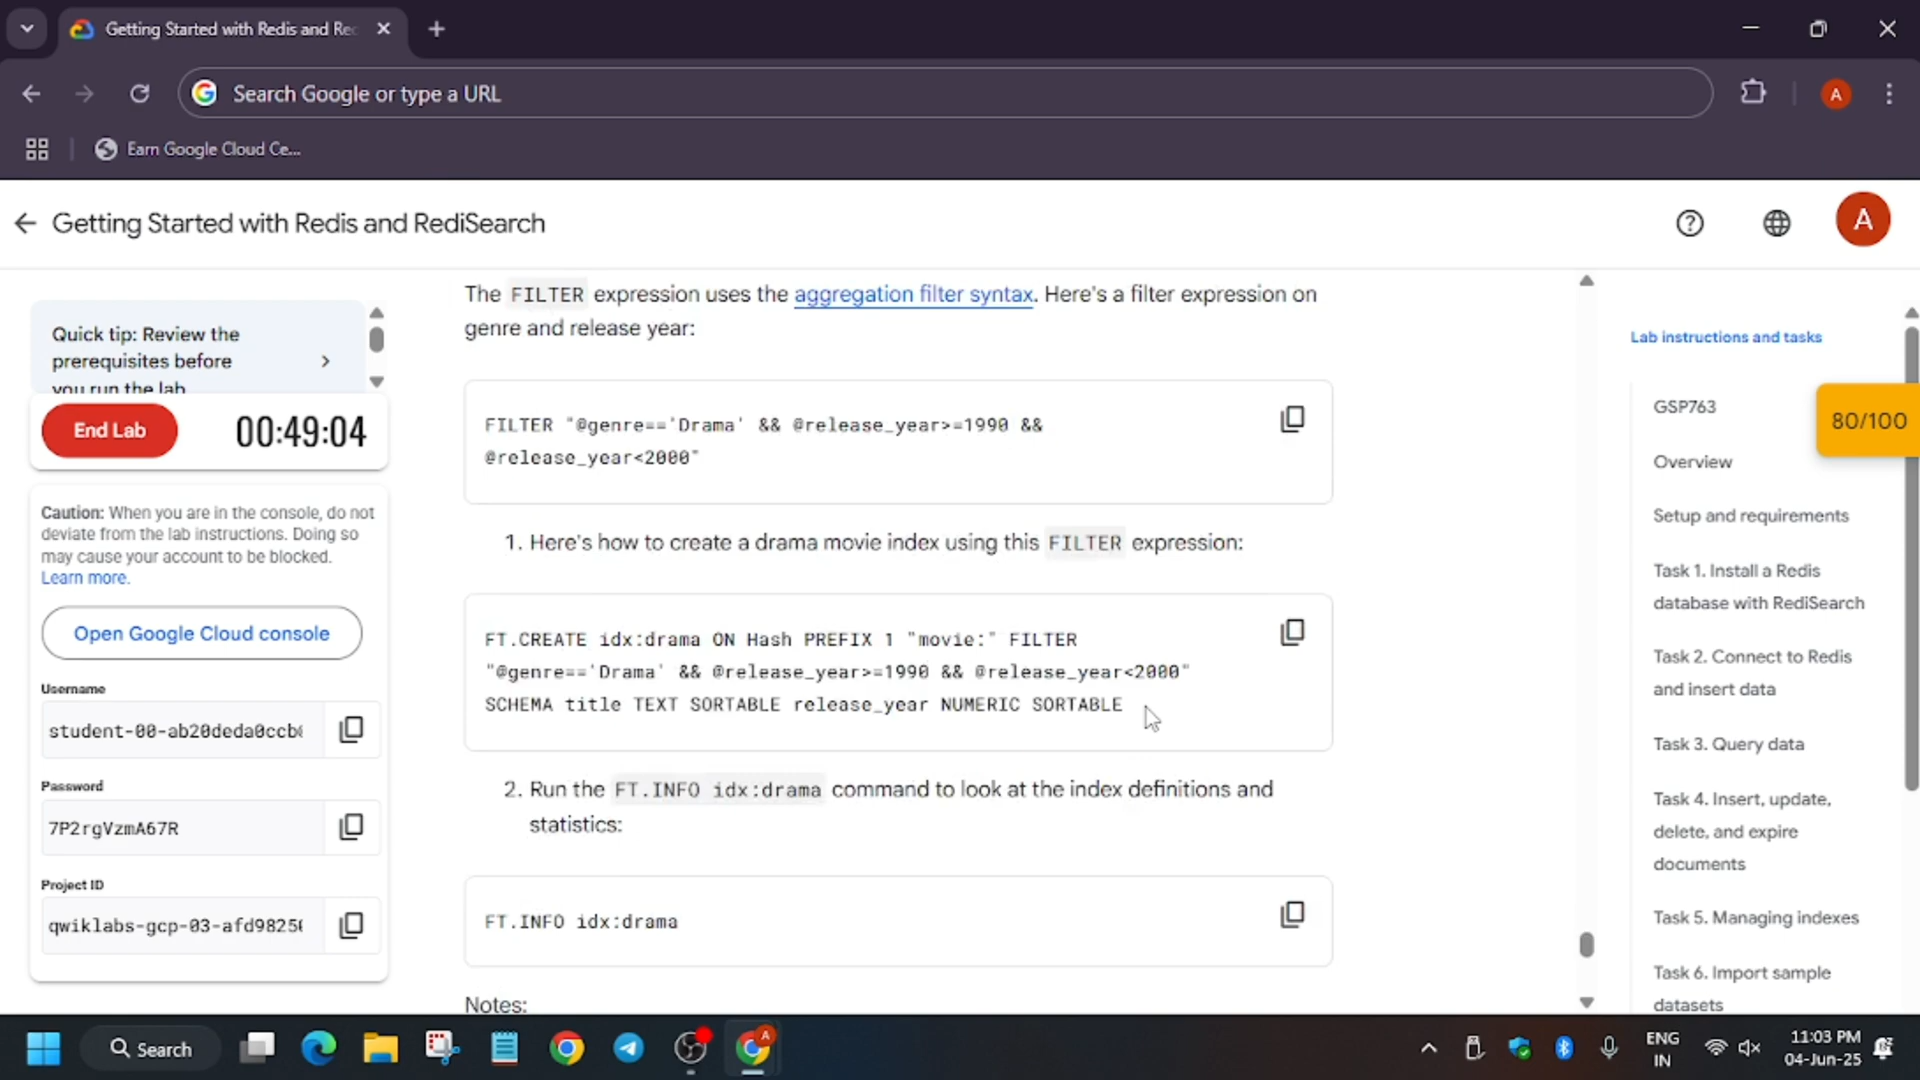 Getting Started with Redis and Rec
Search Google or type a URL
Earn Google Cloud Ce...
A
Getting Started with Redis and RediSearch
A
Quick tip: Review the
prerequisites before
you run the lab
End Lab
00:49:04
Caution: When you are in the console, do not
deviate from the lab instructions. Doing so
may cause your account to be blocked.
Learn more.
Open Google Cloud console
Username
student-00-ab20deda0ccb
Password
7P2rgVzmA67R
Project ID
qwiklabs-gcp-03-afd9825
The FILTER expression uses the aggregation filter syntax. Here's a filter expression on
genre and release year:
FILTER "@genre=='Drama' && @release_year>=1990 &&
@release_year<2000"
1. Here's how to create a drama movie index using this FILTER expression:
FT.CREATE idx:drama ON Hash PREFIX 1 "movie:" FILTER
"@genre=='Drama' && @release_year>=1990 && @release_year<2000"
SCHEMA title TEXT SORTABLE release_year NUMERIC SORTABLE
2. Run the FT.INFO idx:drama command to look at the index definitions and
statistics:
FT.INFO idx:drama
Notes:
Lab instructions and tasks
GSP763
80/100
Overview
Setup and requirements
Task 1. Install a Redis
database with RediSearch
Task 2. Connect to Redis
and insert data
Task 3. Query data
Task 4. Insert, update,
delete, and expire
documents
Task 5. Managing indexes
Task 6. Import sample
datasets
Search
A
ENG
IN
11:03 PM
04-Jun-25